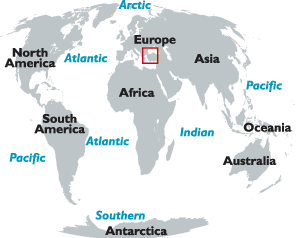 Arctic
Europe
North
America
Atlantic
Asia
Pacific
Africa
South
America
Atlantic
Indian
Oceania
Pacific
Australia
Southern
Antarctica